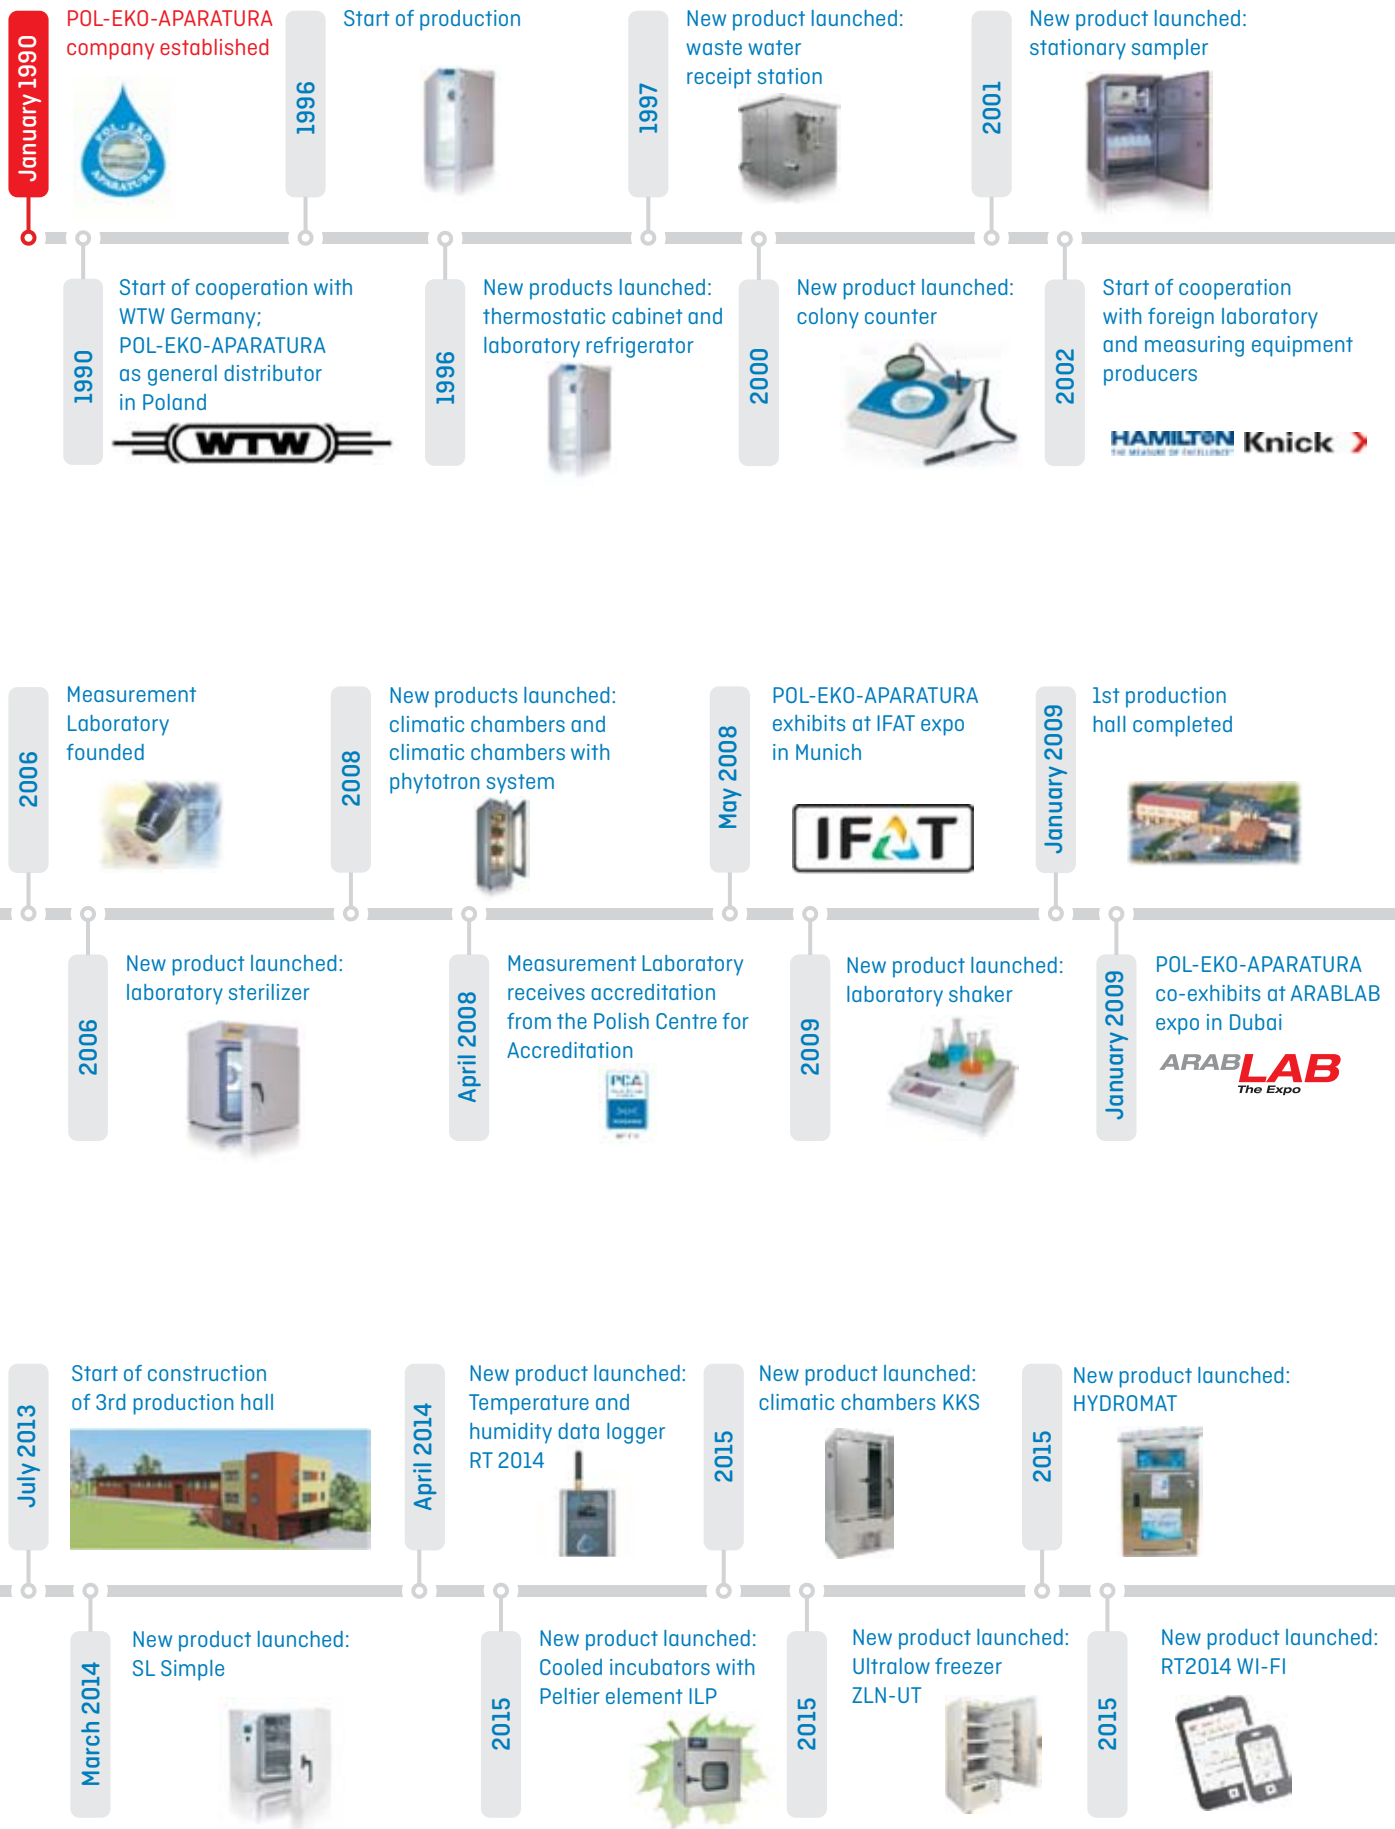 January 1990
POL-EKO-APARATURA
company established
POL-EKO
APARATURA
1996
Start of production
1997
New product launched:
waste water
receipt station
2001
New product launched:
stationary sampler
1990
Start of cooperation with
WTW Germany;
POL-EKO-APARATURA
as general distributor
in Poland
WTW
1996
New products launched:
thermostatic cabinet and
laboratory refrigerator
2000
New product launched:
colony counter
2002
Start of cooperation
with foreign laboratory
and measuring equipment
producers
HAMILTON
THE MEASURE OF EXCELLENCE
Knick
2006
Measurement
Laboratory
founded
2008
New products launched:
climatic chambers and
climatic chambers with
phytotron system
May 2008
POL-EKO-APARATURA
exhibits at IFAT expo
in Munich
IFAT
January 2009
1st production
hall completed
2006
New product launched:
laboratory sterilizer
April 2008
Measurement Laboratory
receives accreditation
from the Polish Centre for
Accreditation
PCA
2009
New product launched:
laboratory shaker
January 2009
POL-EKO-APARATURA
co-exhibits at ARABLAB
expo in Dubai
ARABLAB
The Expo
July 2013
Start of construction
of 3rd production hall
April 2014
New product launched:
Temperature and
humidity data logger
RT 2014
2015
New product launched:
climatic chambers KKS
2015
New product launched:
HYDROMAT
March 2014
New product launched:
SL Simple
2015
New product launched:
Cooled incubators with
Peltier element ILP
2015
New product launched:
Ultralow freezer
ZLN-UT
2015
New product launched:
RT2014 WI-FI